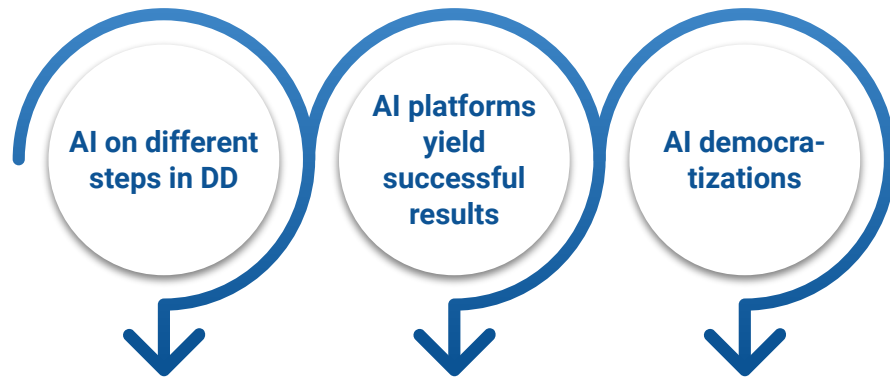 AI on different
steps in DD
AI platforms
yield
successful
results
AI democra-
tizations